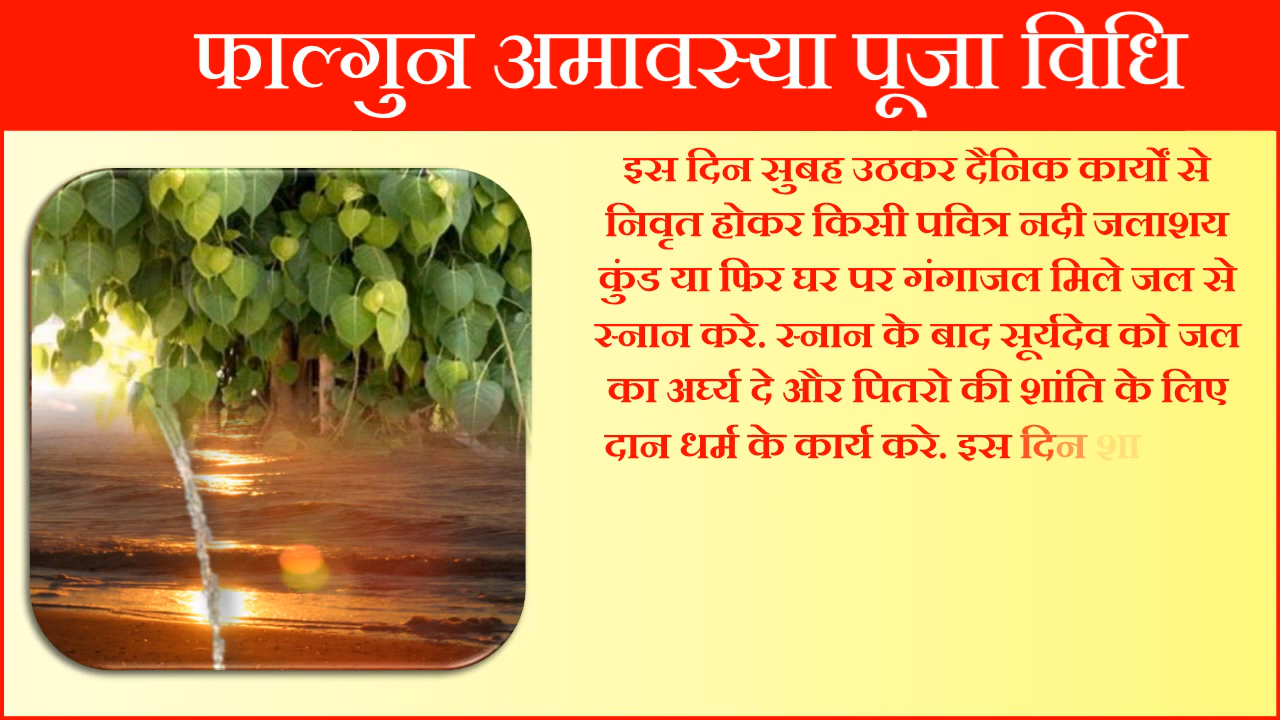 फाल्गुन अमावस्या पूजा विधि
इस दिन सुबह उठकर दैनिक कार्यों से
निवृत होकर किसी पवित्र नदी जलाशय
कुंड या फिर घर पर गंगाजल मिले जल से
स्नान करे. स्नान के बाद सूर्यदेव को जल
का अर्घ्य दे और पितरो की शांति के लिए
दान धर्म के कार्य करे. इस दिन शा